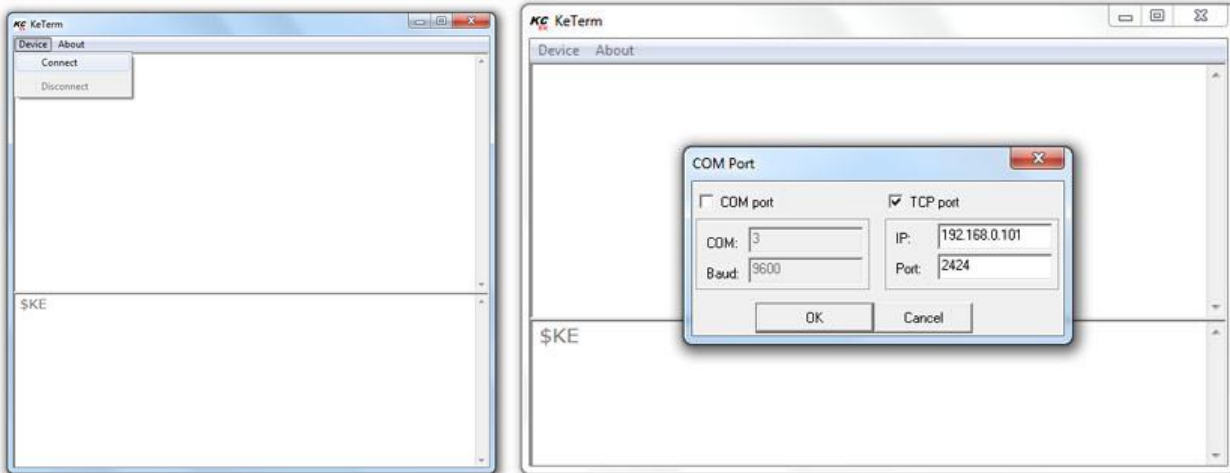 KC KeTerm
Device About
Connect
Disconnect
$KE
KC KeTerm
Device About
COM Port
COM port
TCP port
COM: 3
IP: 192.168.0.101
Baud: 9600
Port: 2424
OK
Cancel
$KE